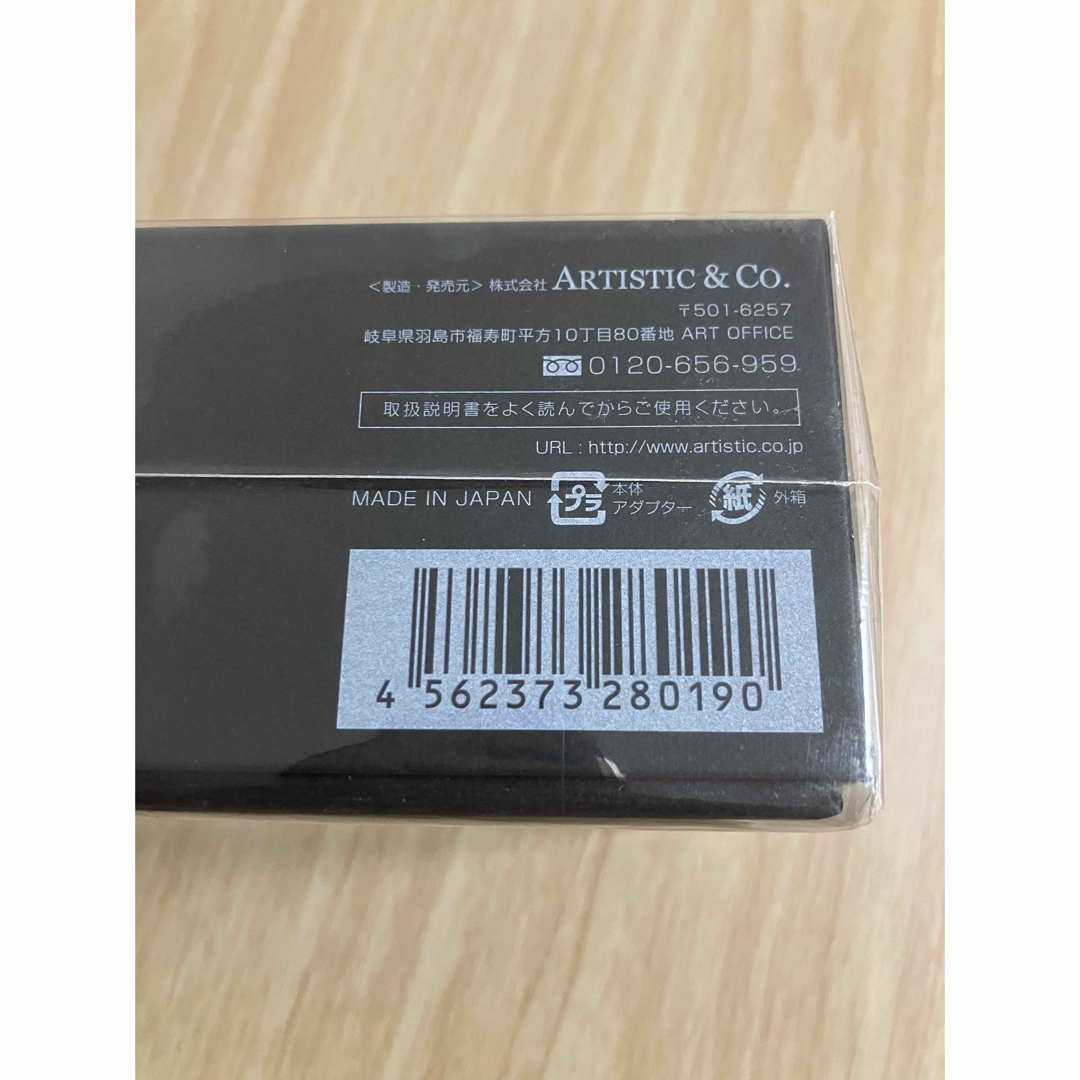 ＜製造・発売元＞株式会社 ARTISTIC & CO.
〒501-6257
岐阜県羽島市福寿町平方10丁目80番地 ART OFFICE
0120-656-959
取扱説明書をよく読んでからご使用ください。
URL : http://www.artistic.co.jp
MADE IN JAPAN プラ 本体 アダプター 紙 外箱
4 562373 280190